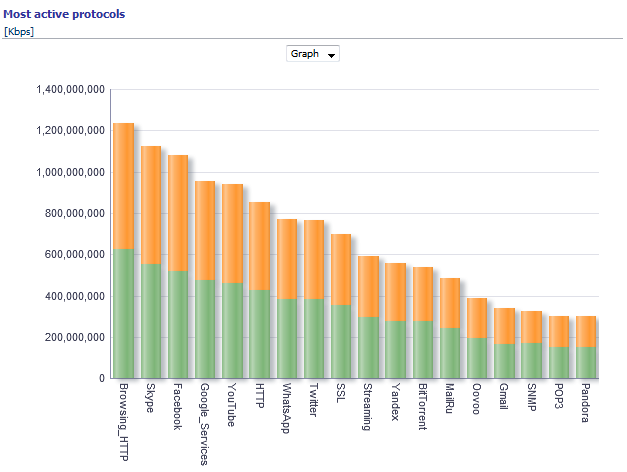 Most active protocols
[Kbps]
Graph
1,400,000,000
1,200,000,000
1,000,000,000
800,000,000
600,000,000
400,000,000
200,000,000
0
Browsing_HTTP
Skype
Facebook
Google_Services
YouTube
HTTP
WhatsApp
Twitter
SSL
Streaming
Yandex
BitTorrent
MailRu
Oovoo
Gmail
SNMP
POP3
Pandora